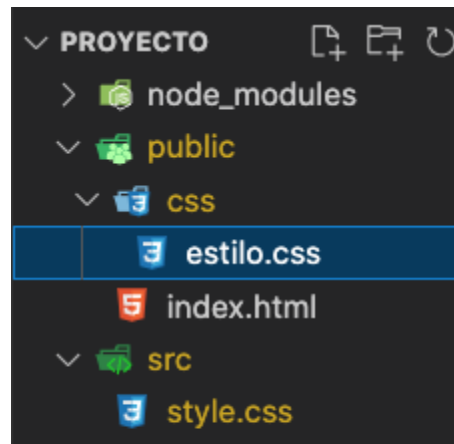 PROYECTO
node_modules
public
css
estilo.css
index.html
src
style.css